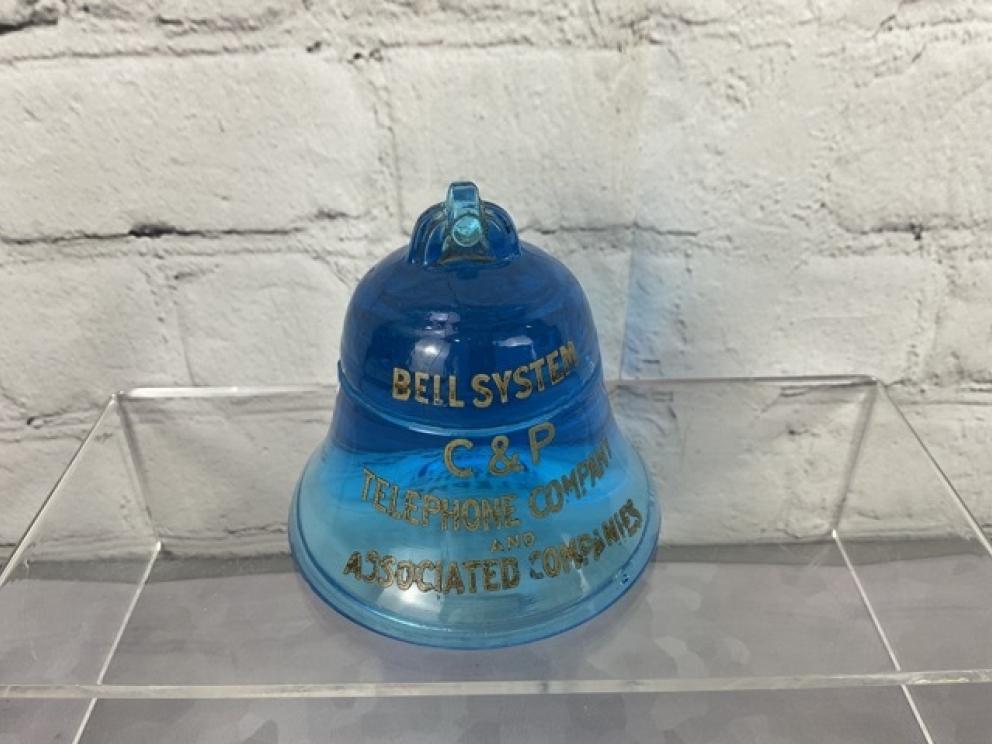 BELL SYSTEM
C & P
TELEPHONE COMPANY
AND
ASSOCIATED COMPANIES